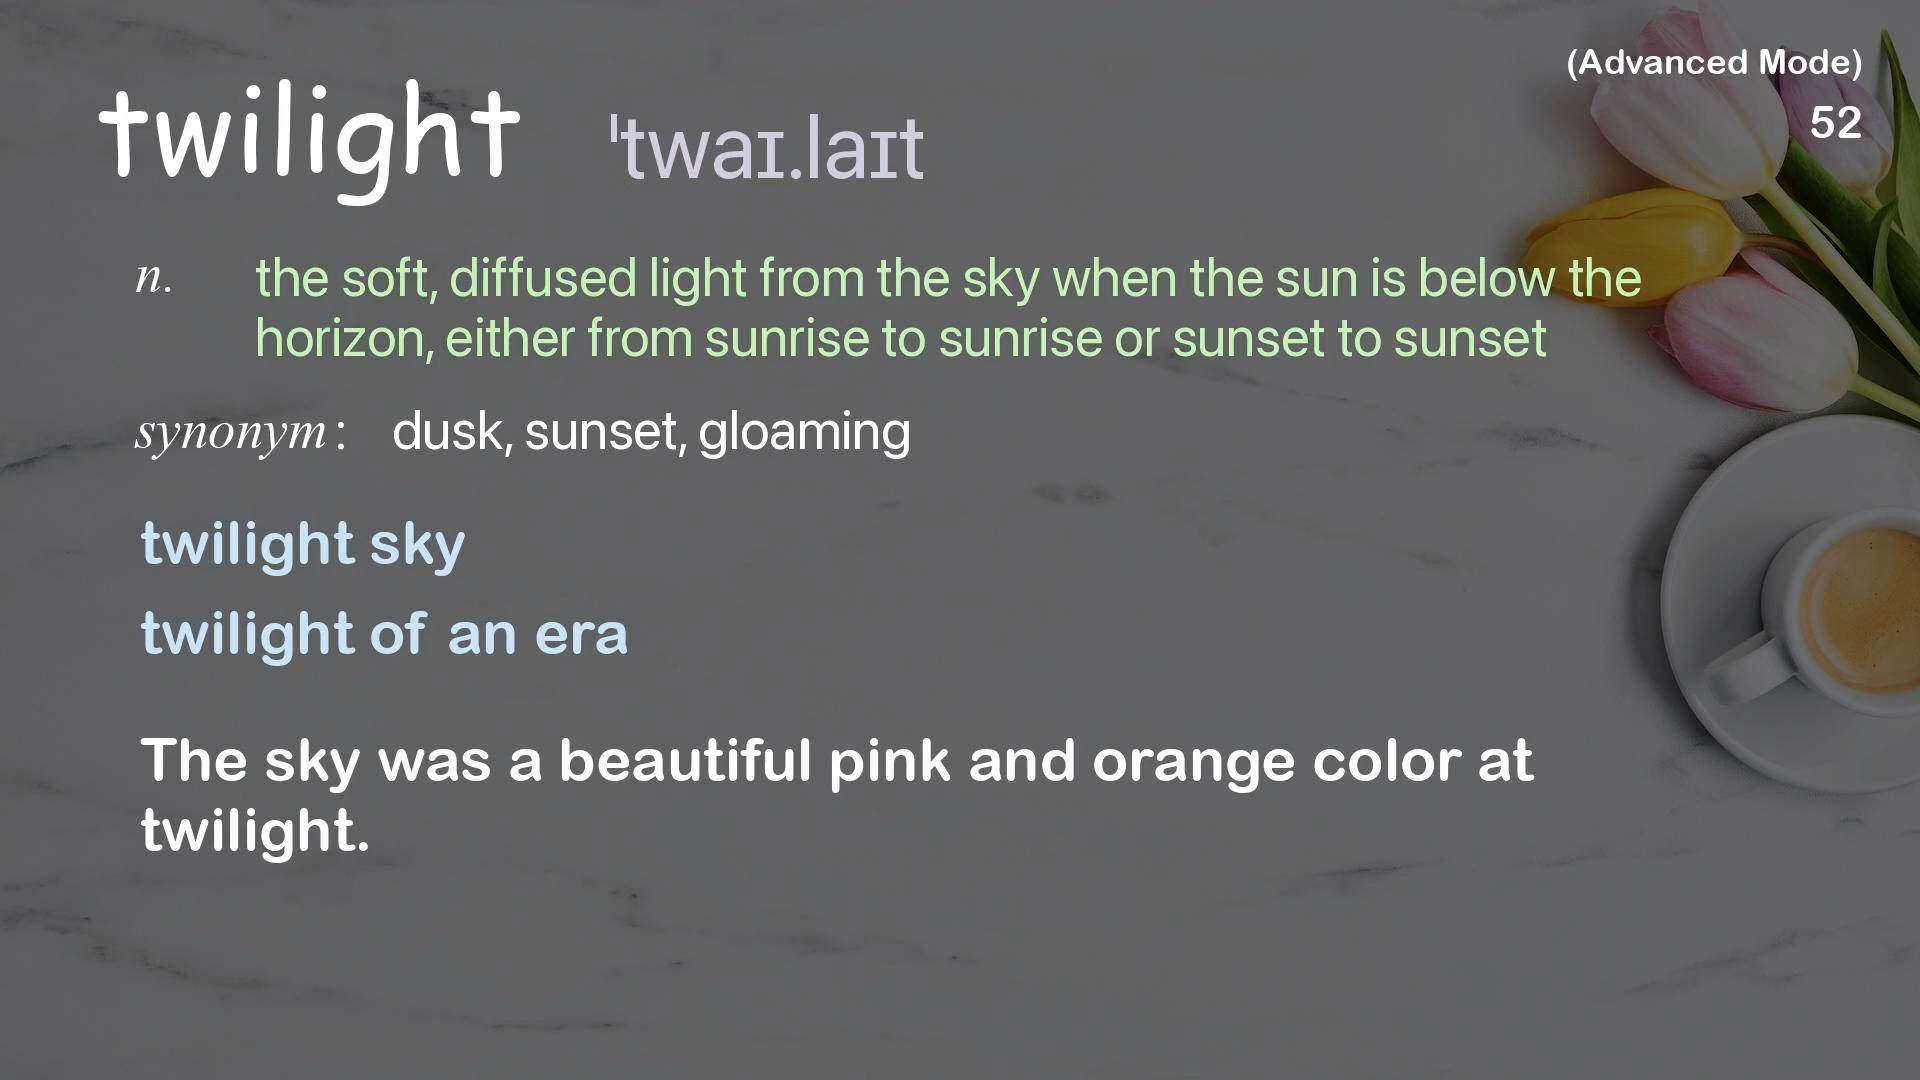 (Advanced Mode)
52
twilight ˈtwaɪ.laɪt
n. the soft, diffused light from the sky when the sun is below the
horizon, either from sunrise to sunrise or sunset to sunset
synonym: dusk, sunset, gloaming
twilight sky
twilight of an era
The sky was a beautiful pink and orange color at
twilight.